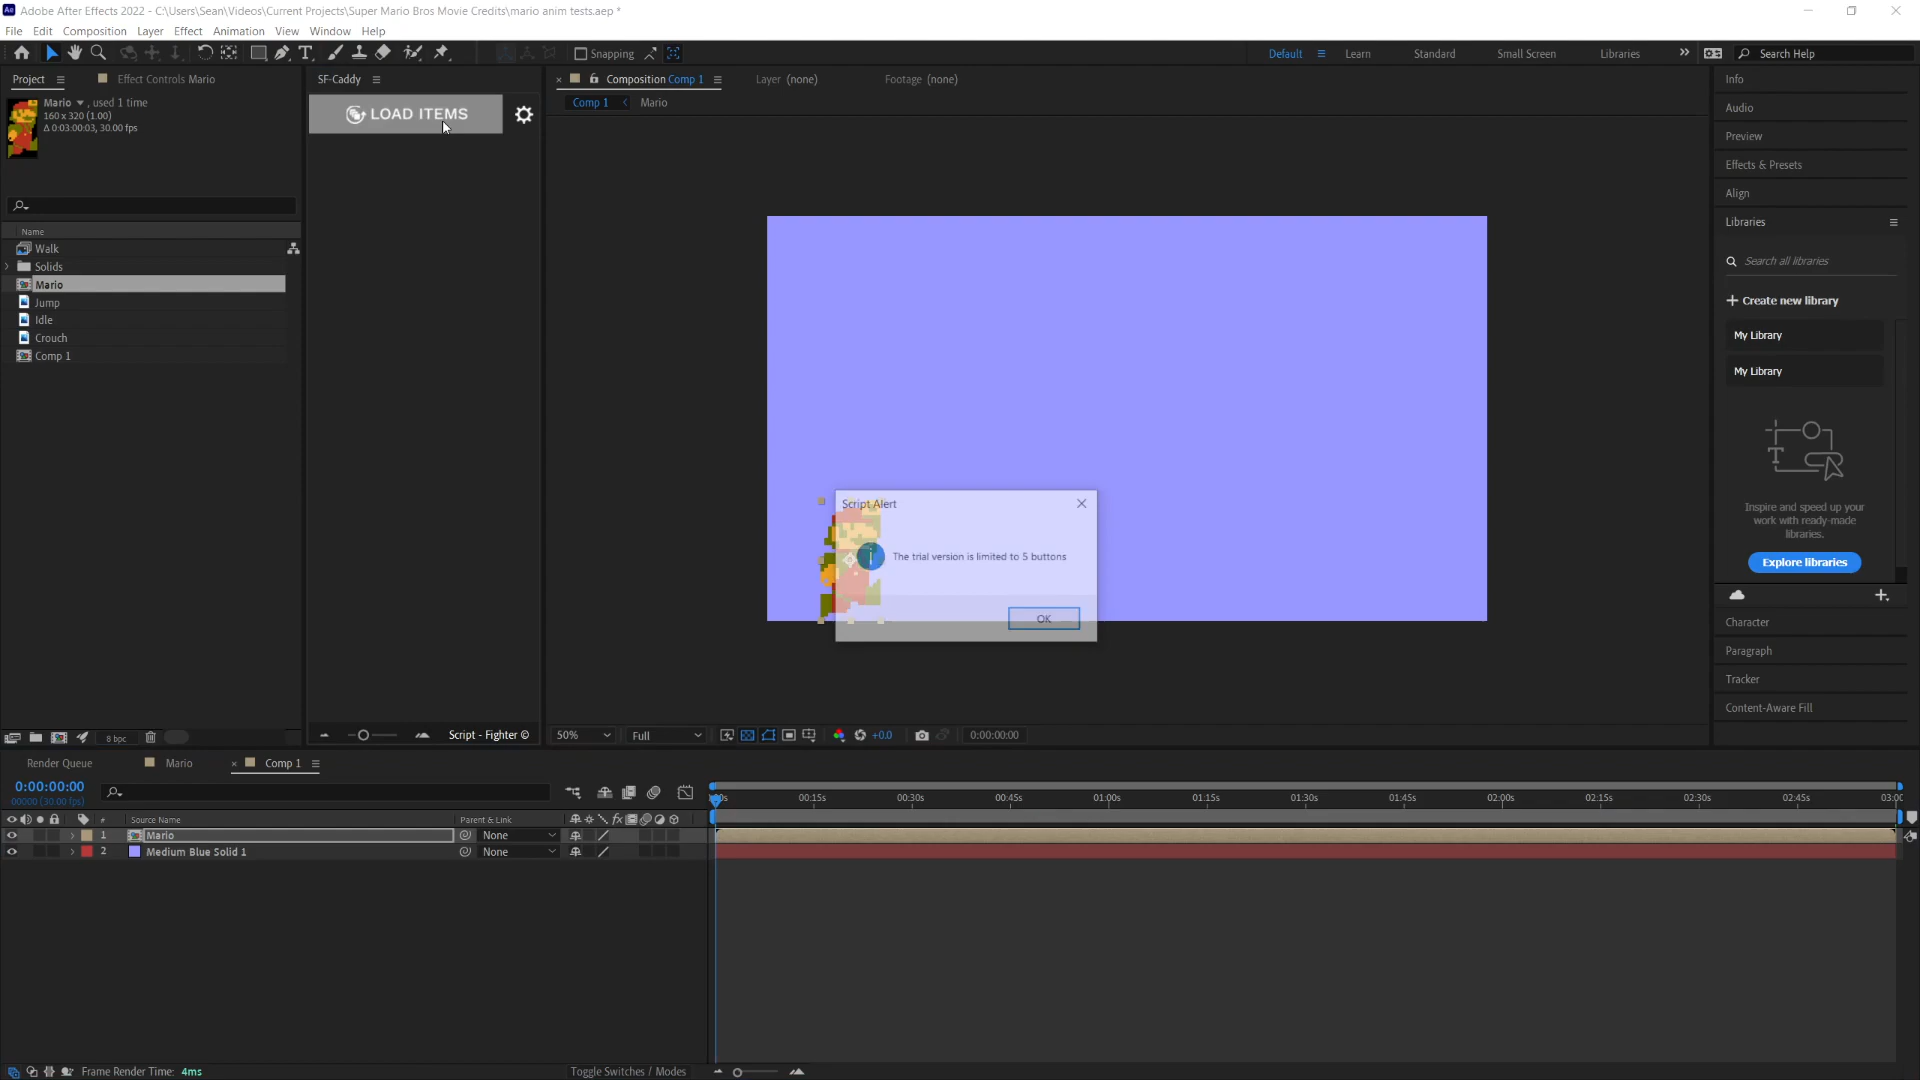 Adobe After Effects 2022 - C:\Users\Sean\Videos\Current Projects\Super Mario Bros Movie Credits\mario anim tests.aep *
File Edit Composition Layer Effect Animation View Window Help
Snapping
Default Learn Standard Small Screen Libraries Search Help
Project Effect Controls Mario
SF-Caddy
Composition Comp 1
Layer (none)
Footage (none)
Mario , used 1 time
160 x 320 (1.00)
Δ 0:03:00:03, 30.00 fps
LOAD ITEMS
Comp 1 Mario
Name
Walk
Solids
Mario
Jump
Idle
Crouch
Comp 1
Script Alert
The trial version is limited to 5 buttons
OK
Info
Audio
Preview
Effects & Presets
Align
Libraries
Search all libraries
Create new library
My Library
My Library
Inspire and speed up your
work with ready-made
libraries.
Explore libraries
Character
Paragraph
Tracker
Content-Aware Fill
8 bpc
Script - Fighter ©
50% Full +0.0 0:00:00:00
Render Queue Mario Comp 1
0:00:00:00
00000 (30.00 fps)
00:15s 00:30s 00:45s 01:00s 01:15s 01:30s 01:45s 02:00s 02:15s 02:30s 02:45s
# Source Name Parent & Link
1 Mario None
2 Medium Blue Solid 1 None
Frame Render Time: 4ms
Toggle Switches / Modes